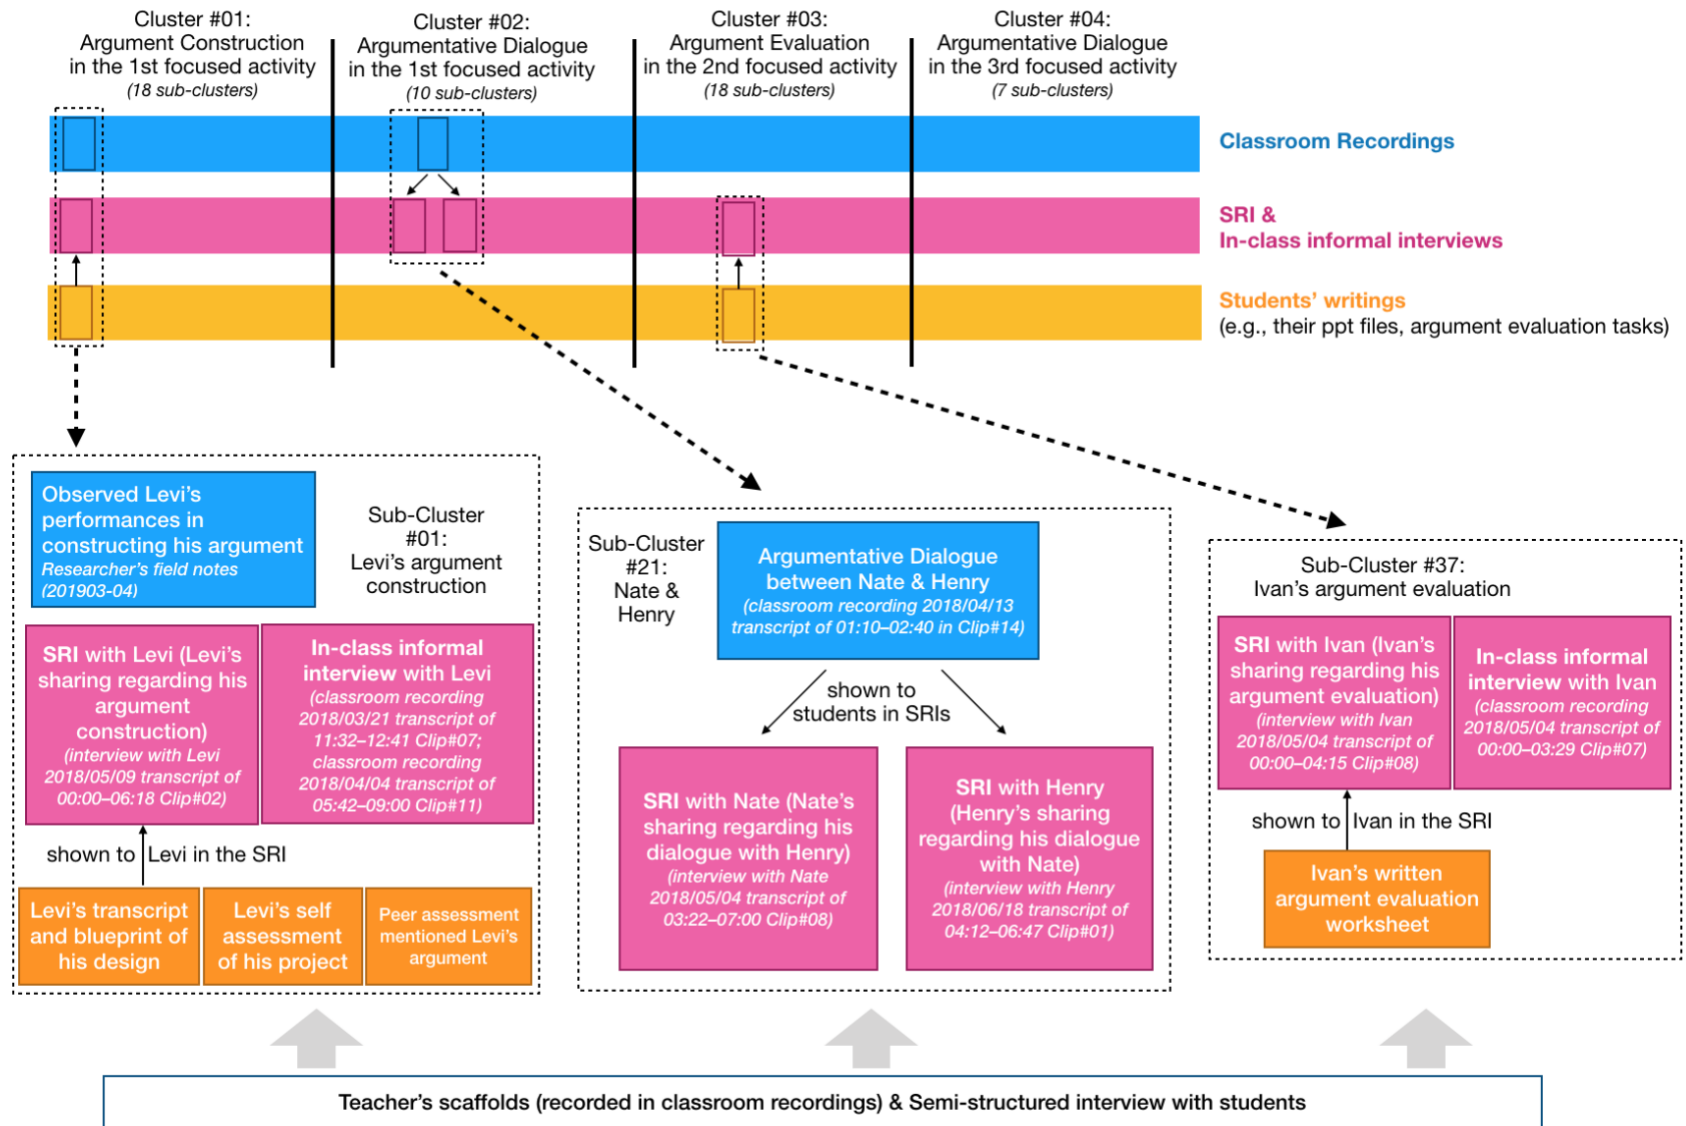 Cluster #01:
Argument Construction
in the 1st focused activity
(18 sub-clusters)
Cluster #02:
Argumentative Dialogue
in the 1st focused activity
(10 sub-clusters)
Cluster #03:
Argument Evaluation
in the 2nd focused activity
(18 sub-clusters)
Cluster #04:
Argumentative Dialogue
in the 3rd focused activity
(7 sub-clusters)
Classroom Recordings
SRI &
In-class informal interviews
Students’ writings
(e.g., their ppt files, argument evaluation tasks)
Observed Levi’s
performances in
constructing his argument
Researcher’s field notes
(201903-04)
Sub-Cluster
#01:
Levi’s argument
construction
SRI with Levi (Levi’s
sharing regarding his
argument
construction)
(interview with Levi
2018/05/09 transcript of
00:00–06:18 Clip#02)
In-class informal
interview with Levi
(classroom recording
2018/03/21 transcript of
11:32–12:41 Clip#07;
classroom recording
2018/04/04 transcript of
05:42–09:00 Clip#11)
shown to Levi in the SRI
Levi’s transcript
and blueprint of
his design
Levi’s self
assessment
of his project
Peer assessment
mentioned Levi’s
argument
Sub-Cluster
#21:
Nate &
Henry
Argumentative Dialogue
between Nate & Henry
(classroom recording 2018/04/13
transcript of 01:10–02:40 in Clip#14)
shown to
students in SRIs
SRI with Nate (Nate’s
sharing regarding his
dialogue with Henry)
(interview with Nate
2018/05/04 transcript of
03:22–07:00 Clip#08)
SRI with Henry
(Henry’s sharing
regarding his dialogue
with Nate)
(interview with Henry
2018/06/18 transcript of
04:12–06:47 Clip#01)
Sub-Cluster #37:
Ivan’s argument evaluation
SRI with Ivan (Ivan’s
sharing regarding his
argument evaluation)
(interview with Ivan
2018/05/04 transcript of
00:00–04:15 Clip#08)
In-class informal
interview with Ivan
(classroom recording
2018/05/04 transcript of
00:00–03:29 Clip#07)
shown to Ivan in the SRI
Ivan’s written
argument evaluation
worksheet
Teacher’s scaffolds (recorded in classroom recordings) & Semi-structured interview with students